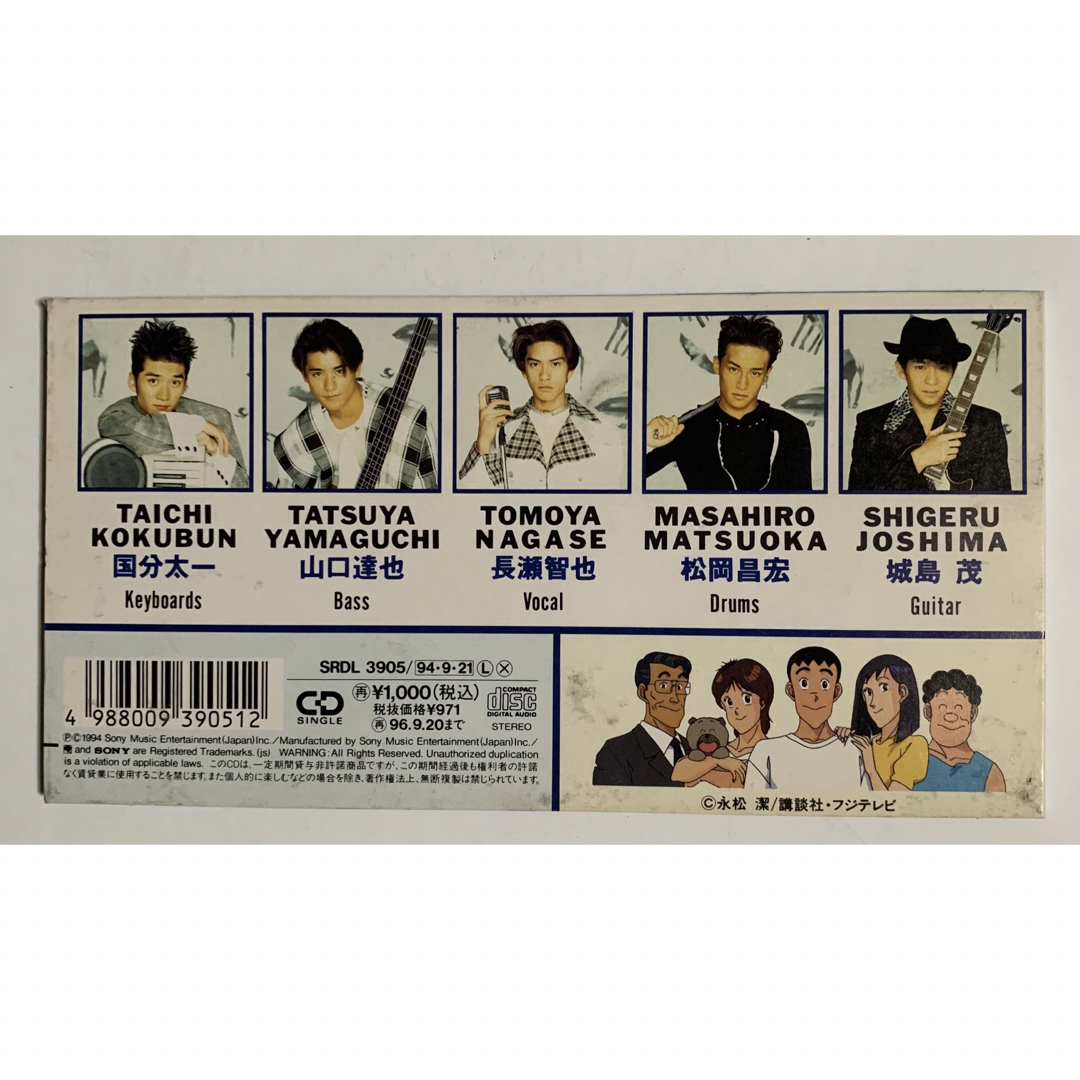 TAICHI
KOKUBUN
国分太一
Keyboards
TATSUYA
YAMAGUCHI
山口達也
Bass
TOMOYA
NAGASE
長瀬智也
Vocal
MASAHIRO
MATSUOKA
松岡昌宏
Drums
SHIGERU
JOSHIMA
城島 茂
Guitar
4 988009 390512
SRDL 3905/94・9・21 Ⓛ Ⓧ
CD
SINGLE
再 ¥1,000(税込)
税抜価格¥971
再 96.9.20まで
COMPACT
disc
DIGITAL AUDIO
STEREO
ⓅⒸ1994 Sony Music Entertainment(Japan)Inc./Manufactured by Sony Music Entertainment(Japan)Inc./
and SONY are Registered Trademarks. (js) WARNING: All Rights Reserved. Unauthorized duplication
is a violation of applicable laws. このCDは、一定期間貸与非許諾商品ですが、この期間経過後も権利者の許諾
なく賃貸業に使用することを禁じます。また個人的に楽しむなどの場合を除き、著作権法上、無断複製は禁じられています。
Ⓒ永松 潔/講談社・フジテレビ